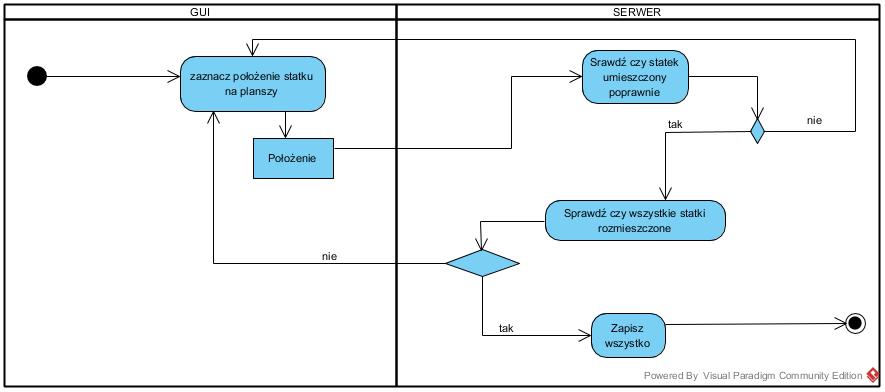 GUI
SERWER
zaznacz położenie statku
na planszy
Położenie
Srawdź czy statek
umieszczony
poprawnie
tak
nie
Sprawdź czy wszystkie statki
rozmieszczone
nie
tak
Zapisz
wszystko
Powered By Visual Paradigm Community Edition